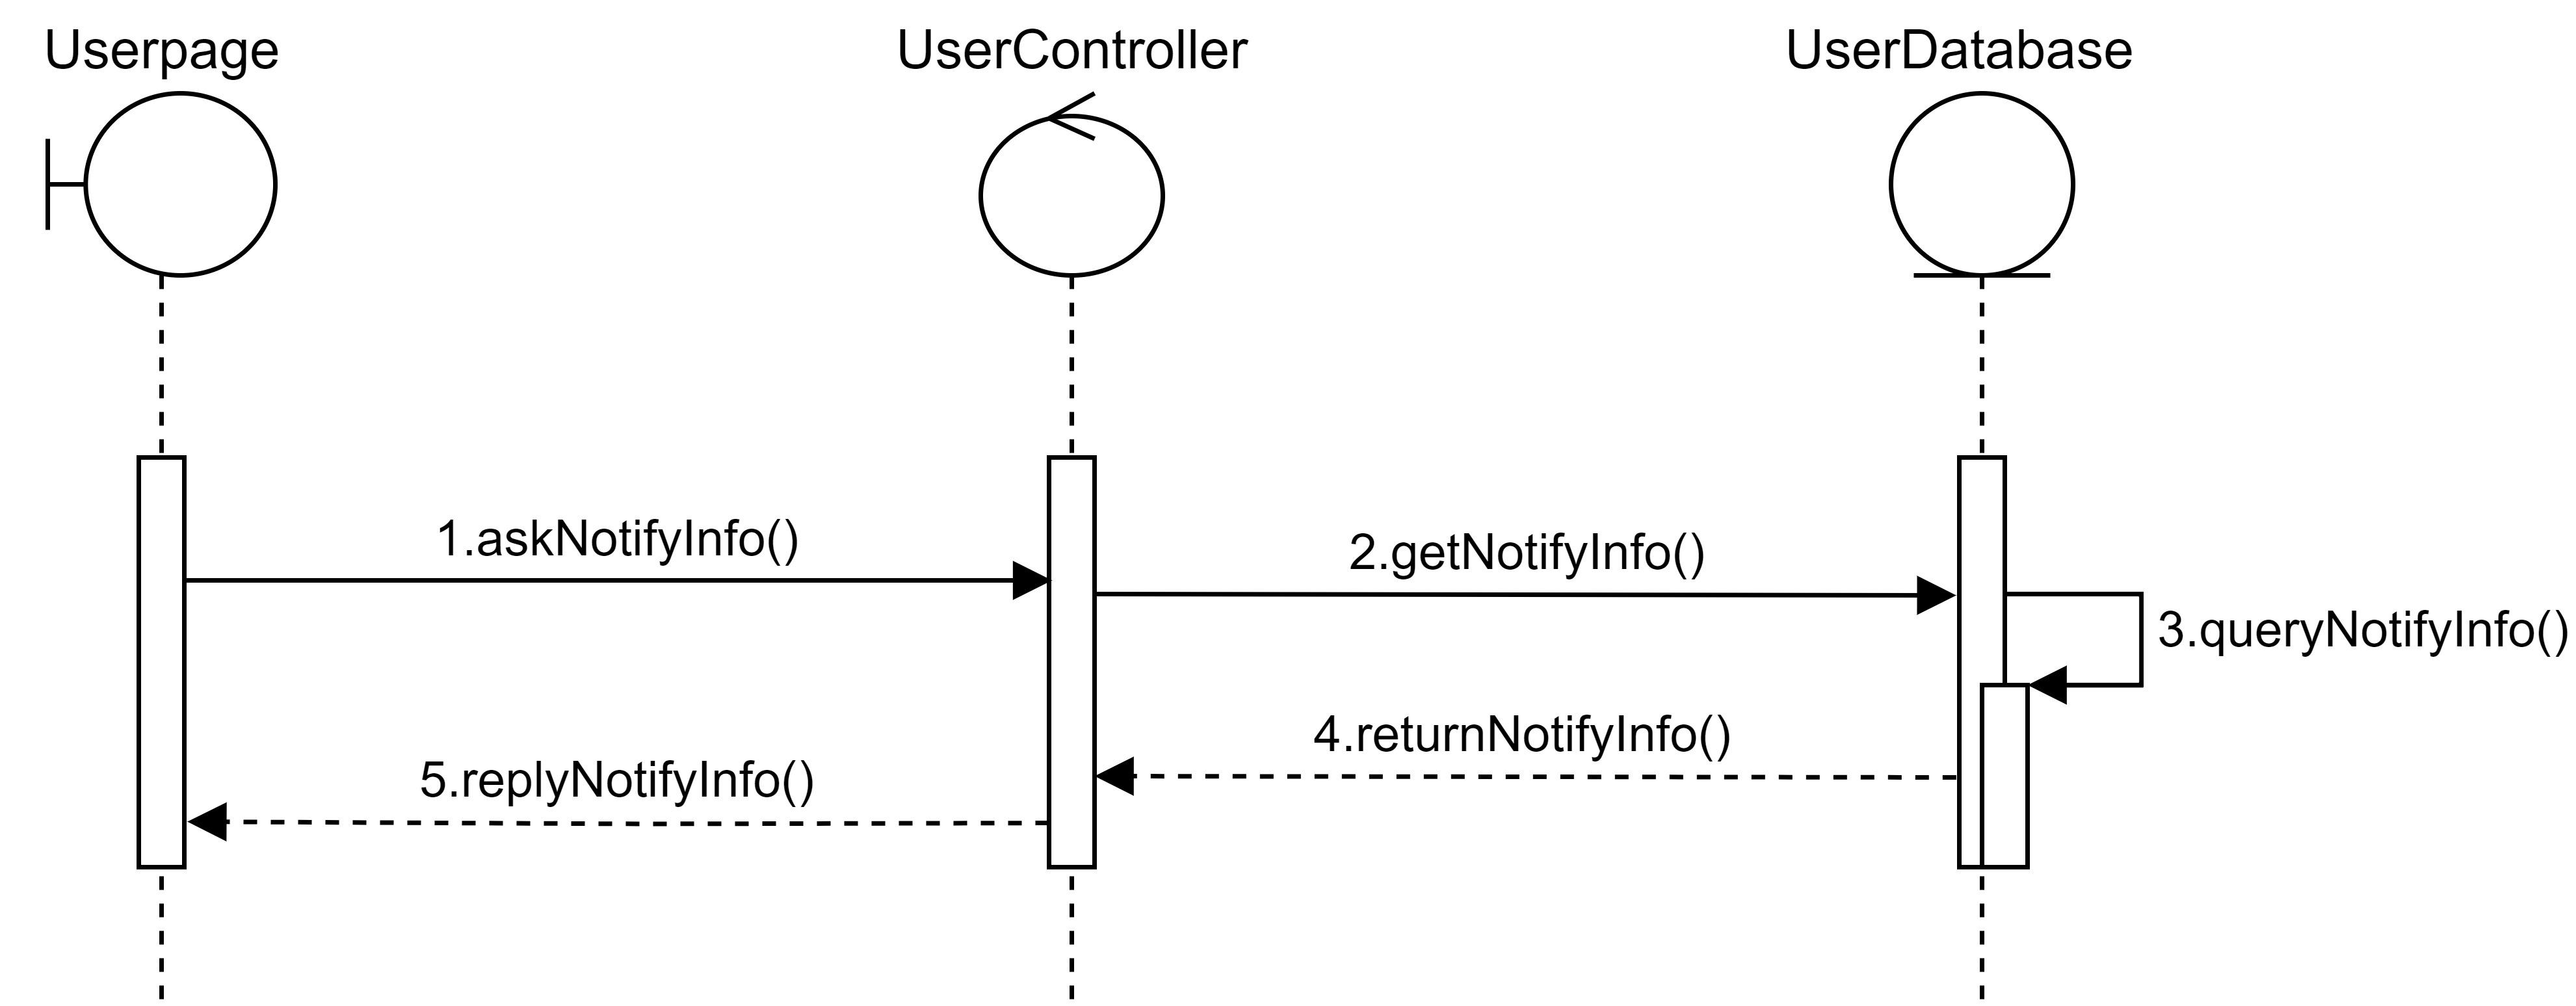 Userpage
UserController
UserDatabase
1.askNotifyInfo()
2.getNotifyInfo()
3.queryNotifyInfo()
4.returnNotifyInfo()
5.replyNotifyInfo()